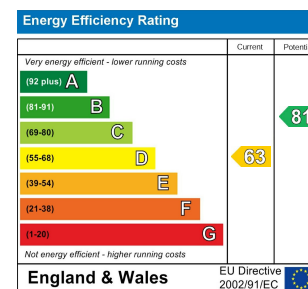 Energy Efficiency Rating
Current Potenti
Very energy efficient - lower running costs
(92 plus) A
(81-91) B
81
(69-80) C
(55-68) D
63
(39-54) E
(21-38) F
(1-20) G
Not energy efficient - higher running costs
England & Wales
EU Directive
2002/91/EC